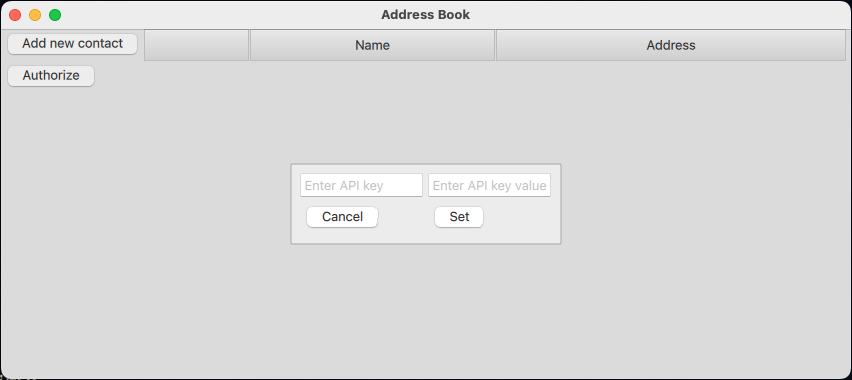 Address Book
Add new contact
Name
Address
Authorize
Enter API key
Enter API key value
Cancel
Set